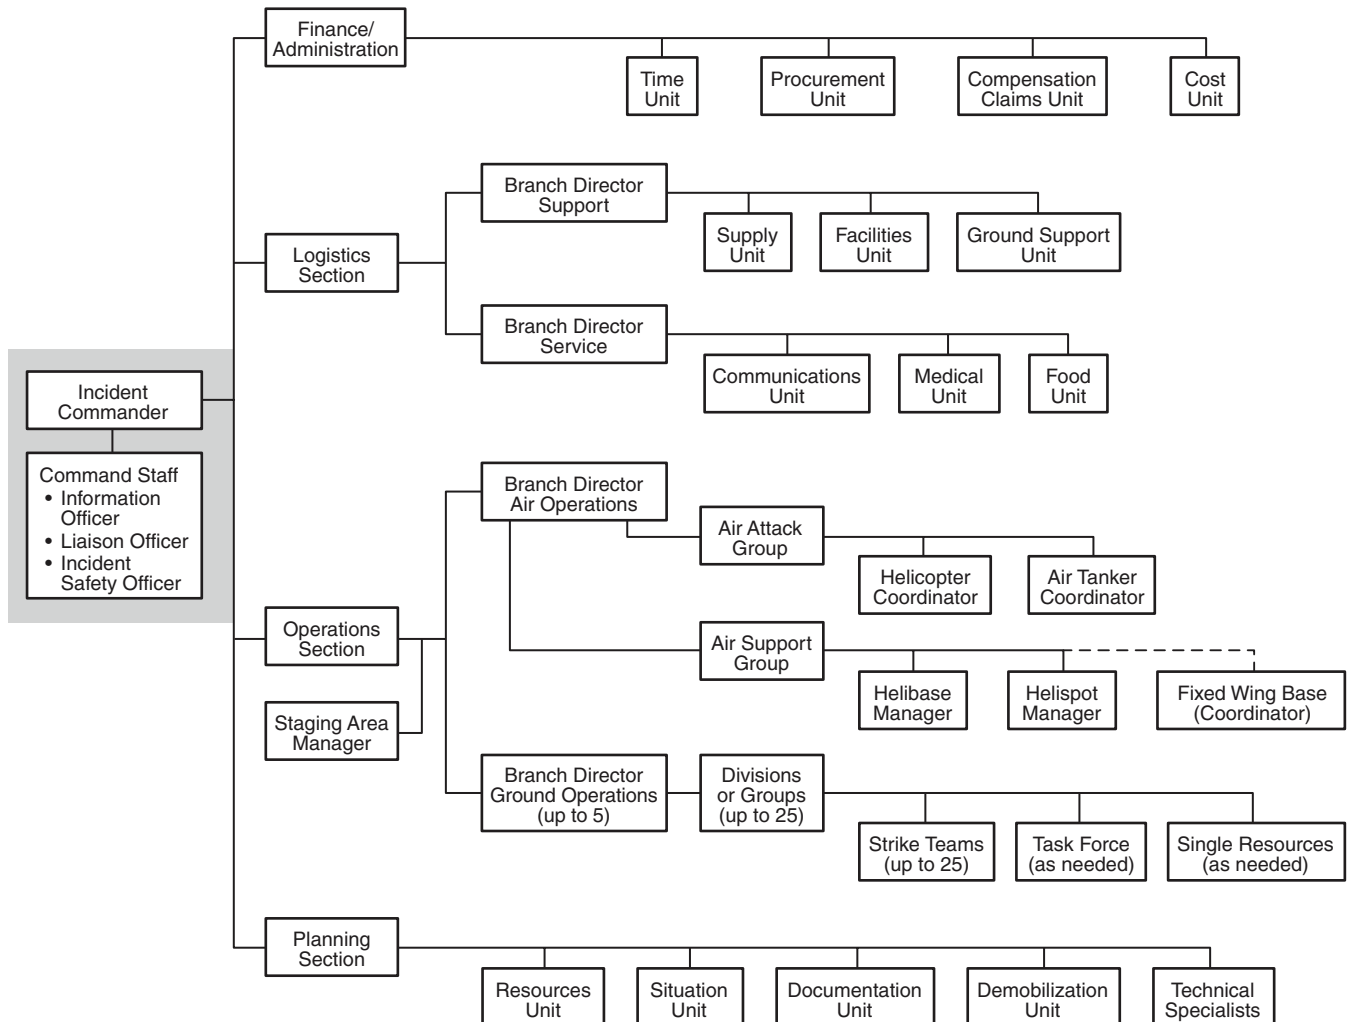 Finance/
Administration
Time
Unit
Procurement
Unit
Compensation
Claims Unit
Cost
Unit
Branch Director
Support
Supply
Unit
Facilities
Unit
Ground Support
Unit
Logistics
Section
Branch Director
Service
Communications
Unit
Medical
Unit
Food
Unit
Incident
Commander
Command Staff
• Information
Officer
• Liaison Officer
• Incident
Safety Officer
Branch Director
Air Operations
Air Attack
Group
Helicopter
Coordinator
Air Tanker
Coordinator
Operations
Section
Air Support
Group
Helibase
Manager
Helispot
Manager
Fixed Wing Base
(Coordinator)
Staging Area
Manager
Branch Director
Ground Operations
(up to 5)
Divisions
or Groups
(up to 25)
Strike Teams
(up to 25)
Task Force
(as needed)
Single Resources
(as needed)
Planning
Section
Resources
Unit
Situation
Unit
Documentation
Unit
Demobilization
Unit
Technical
Specialists